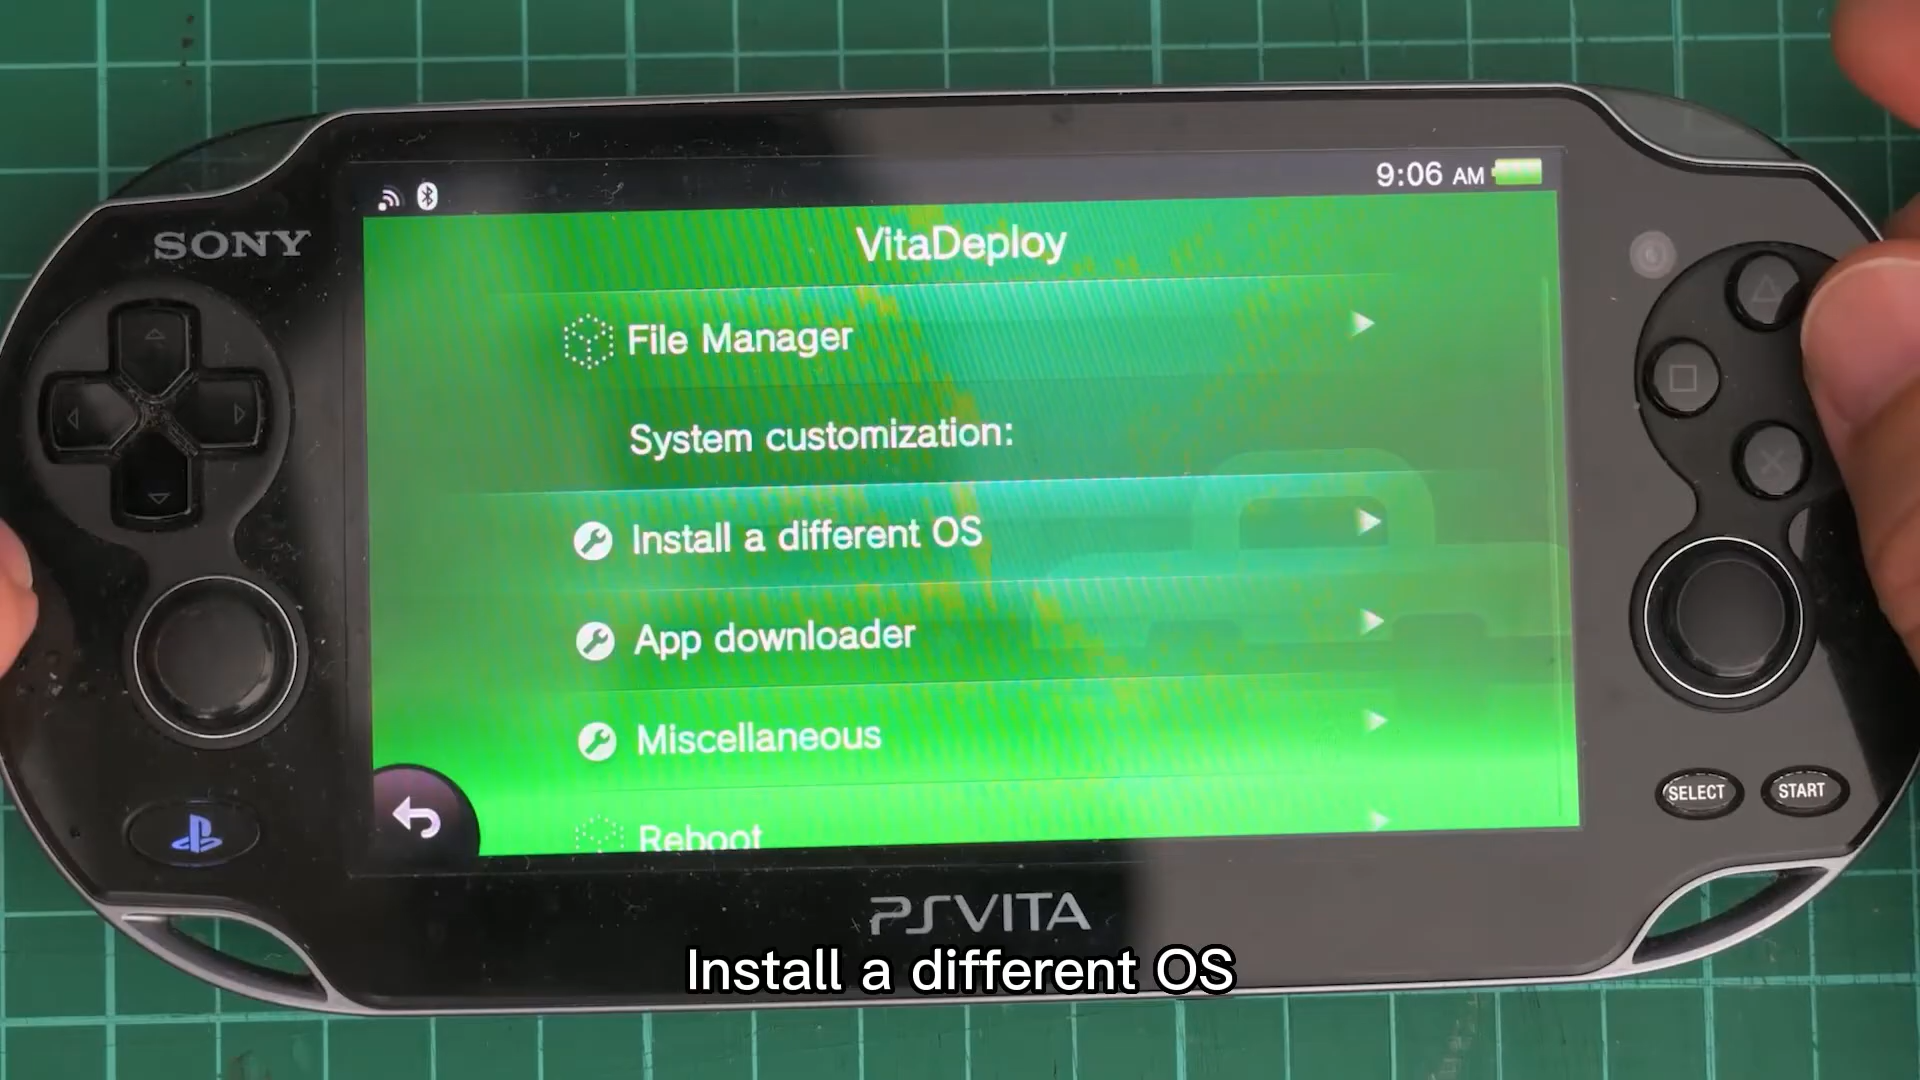 9:06 AM
SONY
VitaDeploy
File Manager
System customization:
Install a different OS
App downloader
Miscellaneous
Reboot
SELECT
START
PSVITA
Install a different OS